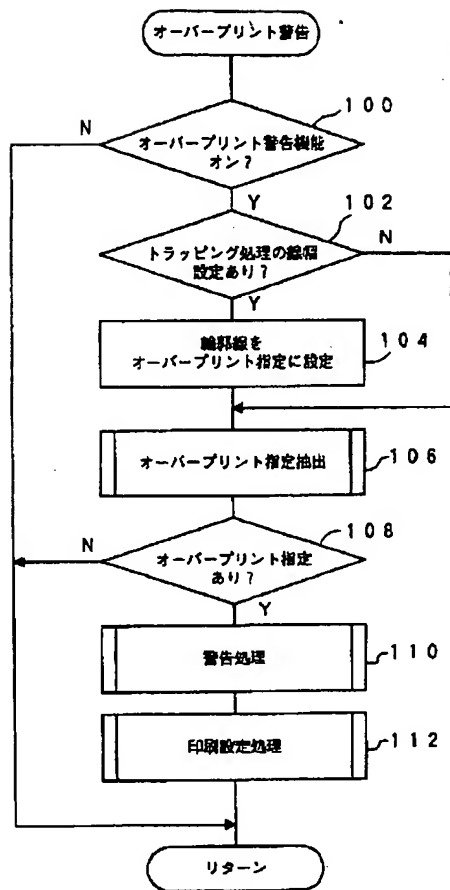 オーバープリント警告
100
N
オーバープリント警告機能
オン?
Y
102
トラッピング処理の線幅
設定あり?
N
Y
輪郭線を
オーバープリント指定に設定
104
オーバープリント指定抽出
106
108
N
オーバープリント指定
あり?
Y
警告処理
110
印刷設定処理
112
リターン